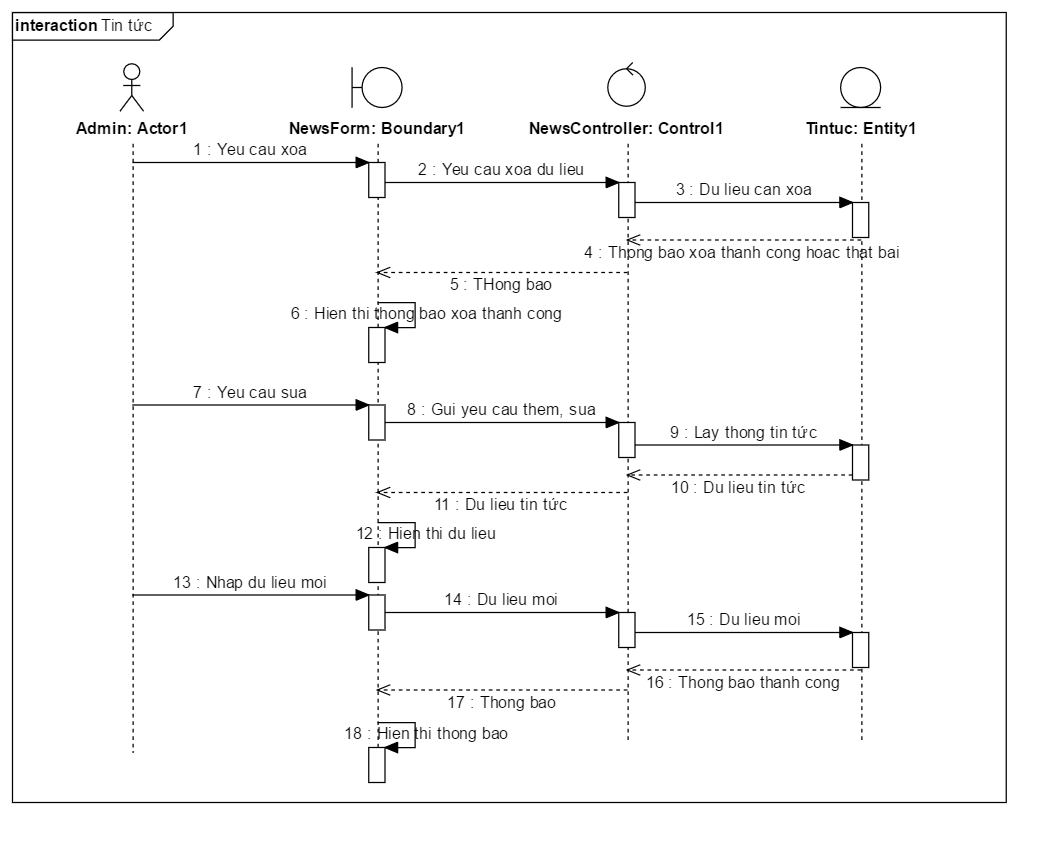 interaction Tin tức
Admin: Actor1
NewsForm: Boundary1
NewsController: Control1
Tintuc: Entity1
1 : Yeu cau xoa
2 : Yeu cau xoa du lieu
3 : Du lieu can xoa
4 : Thong bao xoa thanh cong hoac that bai
5 : THong bao
6 : Hien thi thong bao xoa thanh cong
7 : Yeu cau sua
8 : Gui yeu cau them, sua
9 : Lay thong tin tức
10 : Du lieu tin tức
11 : Du lieu tin tức
12 : Hien thi du lieu
13 : Nhap du lieu moi
14 : Du lieu moi
15 : Du lieu moi
16 : Thong bao thanh cong
17 : Thong bao
18 : Hien thi thong bao